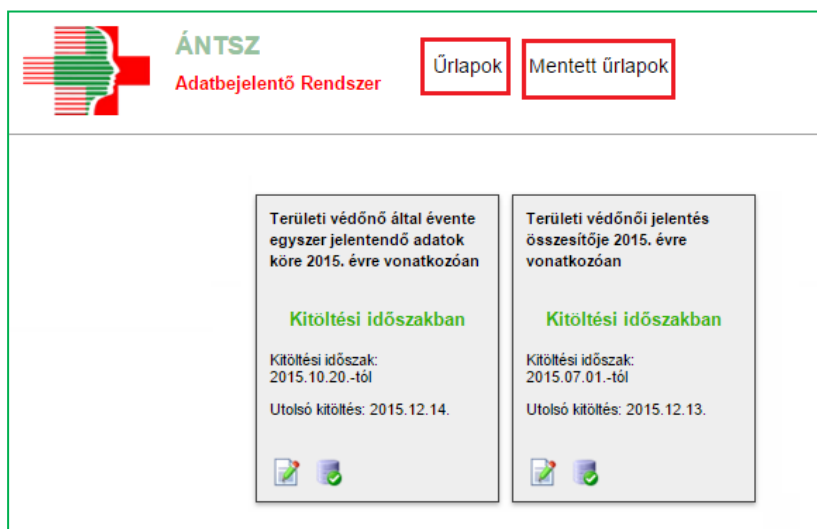 ÁNTSZ
Adatbejelentő Rendszer
Űrlapok
Mentett űrlapok
Területi védőnő által évente
egyszer jelentendő adatok
köre 2015. évre vonatkozóan
Kitöltési időszakban
Kitöltési időszak:
2015.10.20.-tól
Utolsó kitöltés: 2015.12.14.
Területi védőnői jelentés
összesítője 2015. évre
vonatkozóan
Kitöltési időszakban
Kitöltési időszak:
2015.07.01.-tól
Utolsó kitöltés: 2015.12.13.